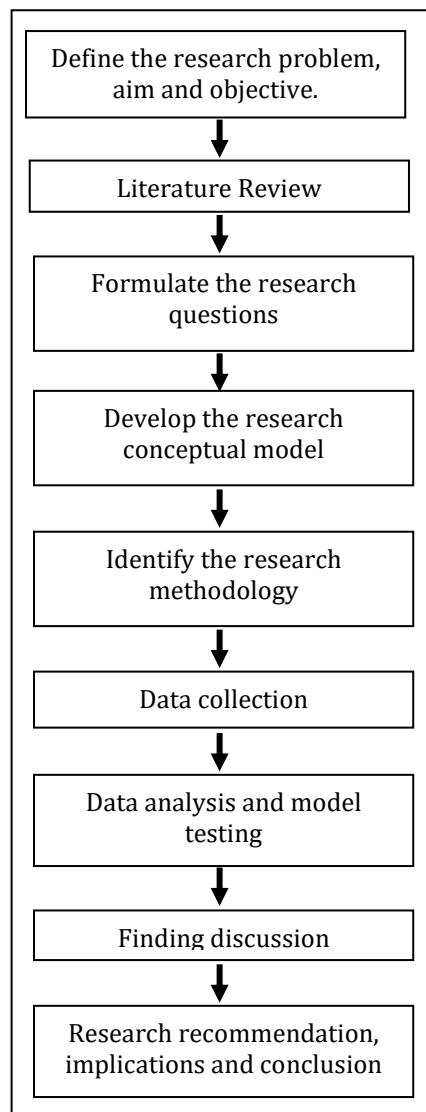 Define the research problem,
aim and objective.
Literature Review
Formulate the research
questions
Develop the research
conceptual model
Identify the research
methodology
Data collection
Data analysis and model
testing
Finding discussion
Research recommendation,
implications and conclusion